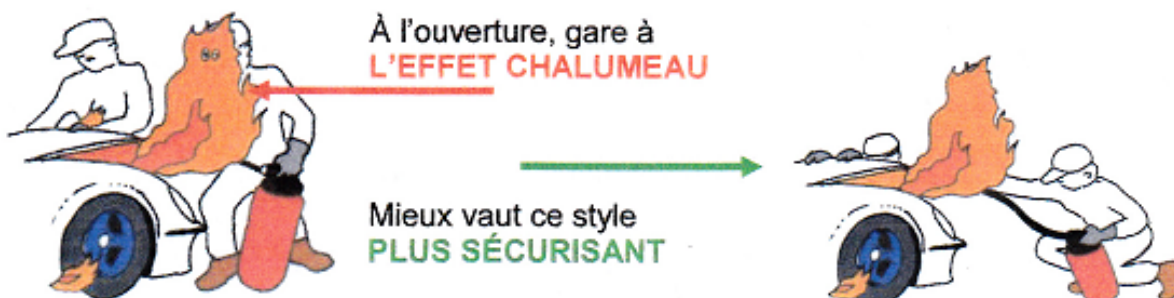 À l'ouverture, gare à
L'EFFET CHALUMEAU
Mieux vaut ce style
PLUS SÉCURISANT